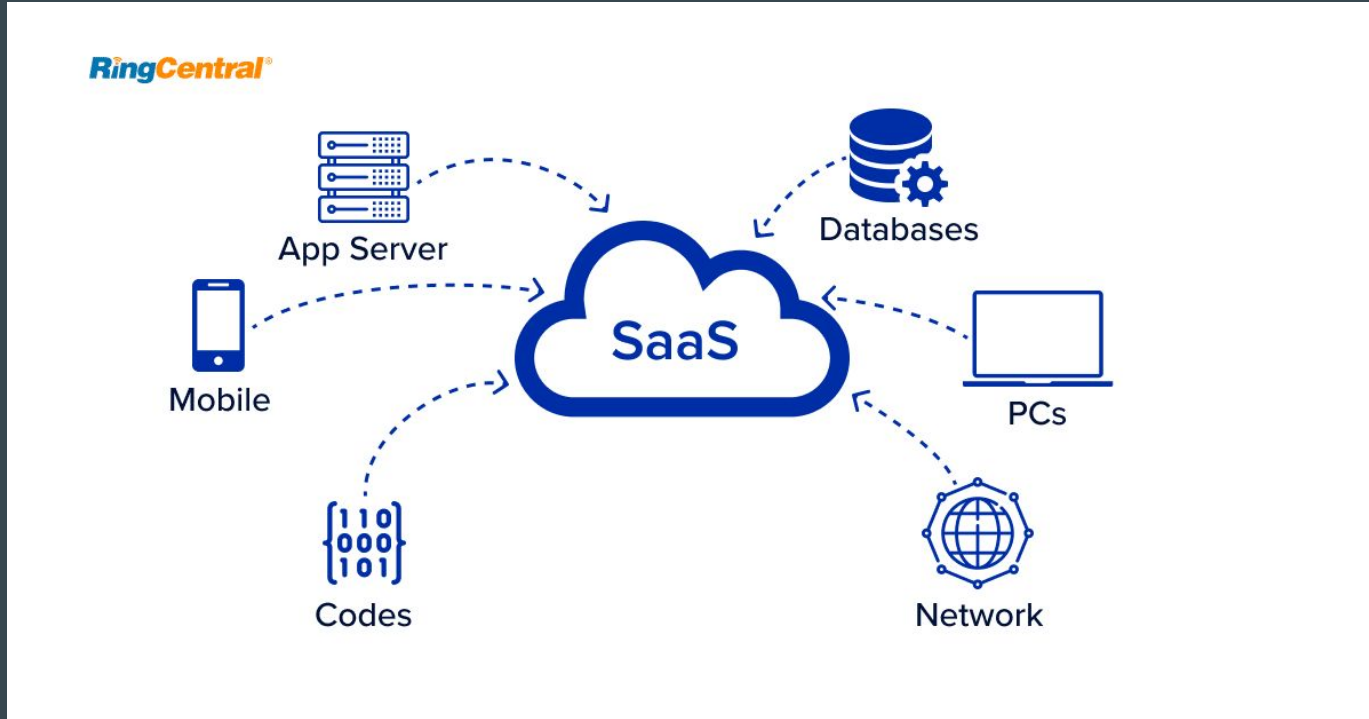 RingCentral®
App Server
Databases
SaaS
Mobile
PCs
110
000
101
Codes
Network